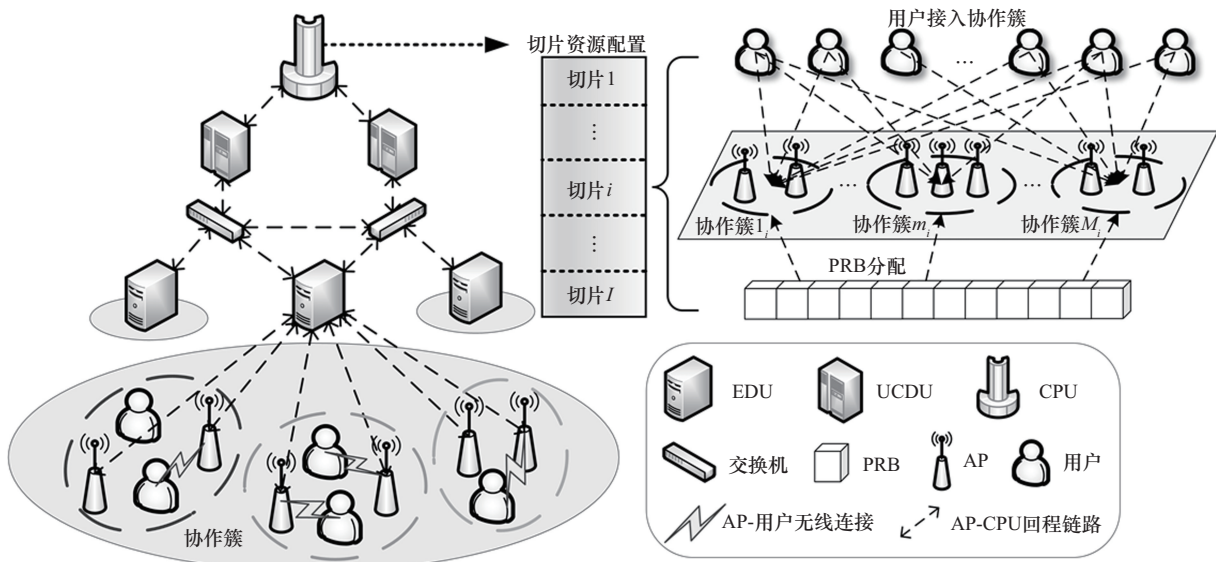 切片资源配置
切片1
⋮
切片i
⋮
切片I
用户接入协作簇
…
… …
协作簇1i 协作簇mi 协作簇Mi
PRB分配
协作簇
EDU UCDU CPU
交换机 PRB AP 用户
AP-用户无线连接 AP-CPU回程链路